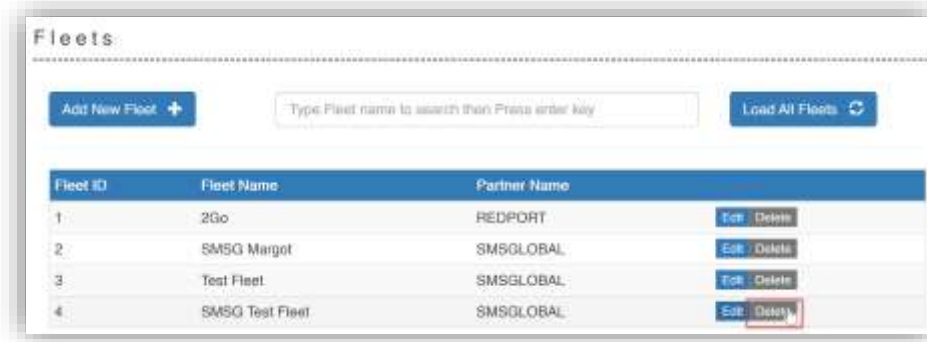 Fleets
Add New Fleet Type Fleet name to search then Press enter key Load All Fleets
Fleet ID Fleet Name Partner Name
1 2Go REDPORT Edit Delete
2 SMSG Margot SMSGLOBAL Edit Delete
3 Test Fleet SMSGLOBAL Edit Delete
4 SMSG Test Fleet SMSGLOBAL Edit Delete